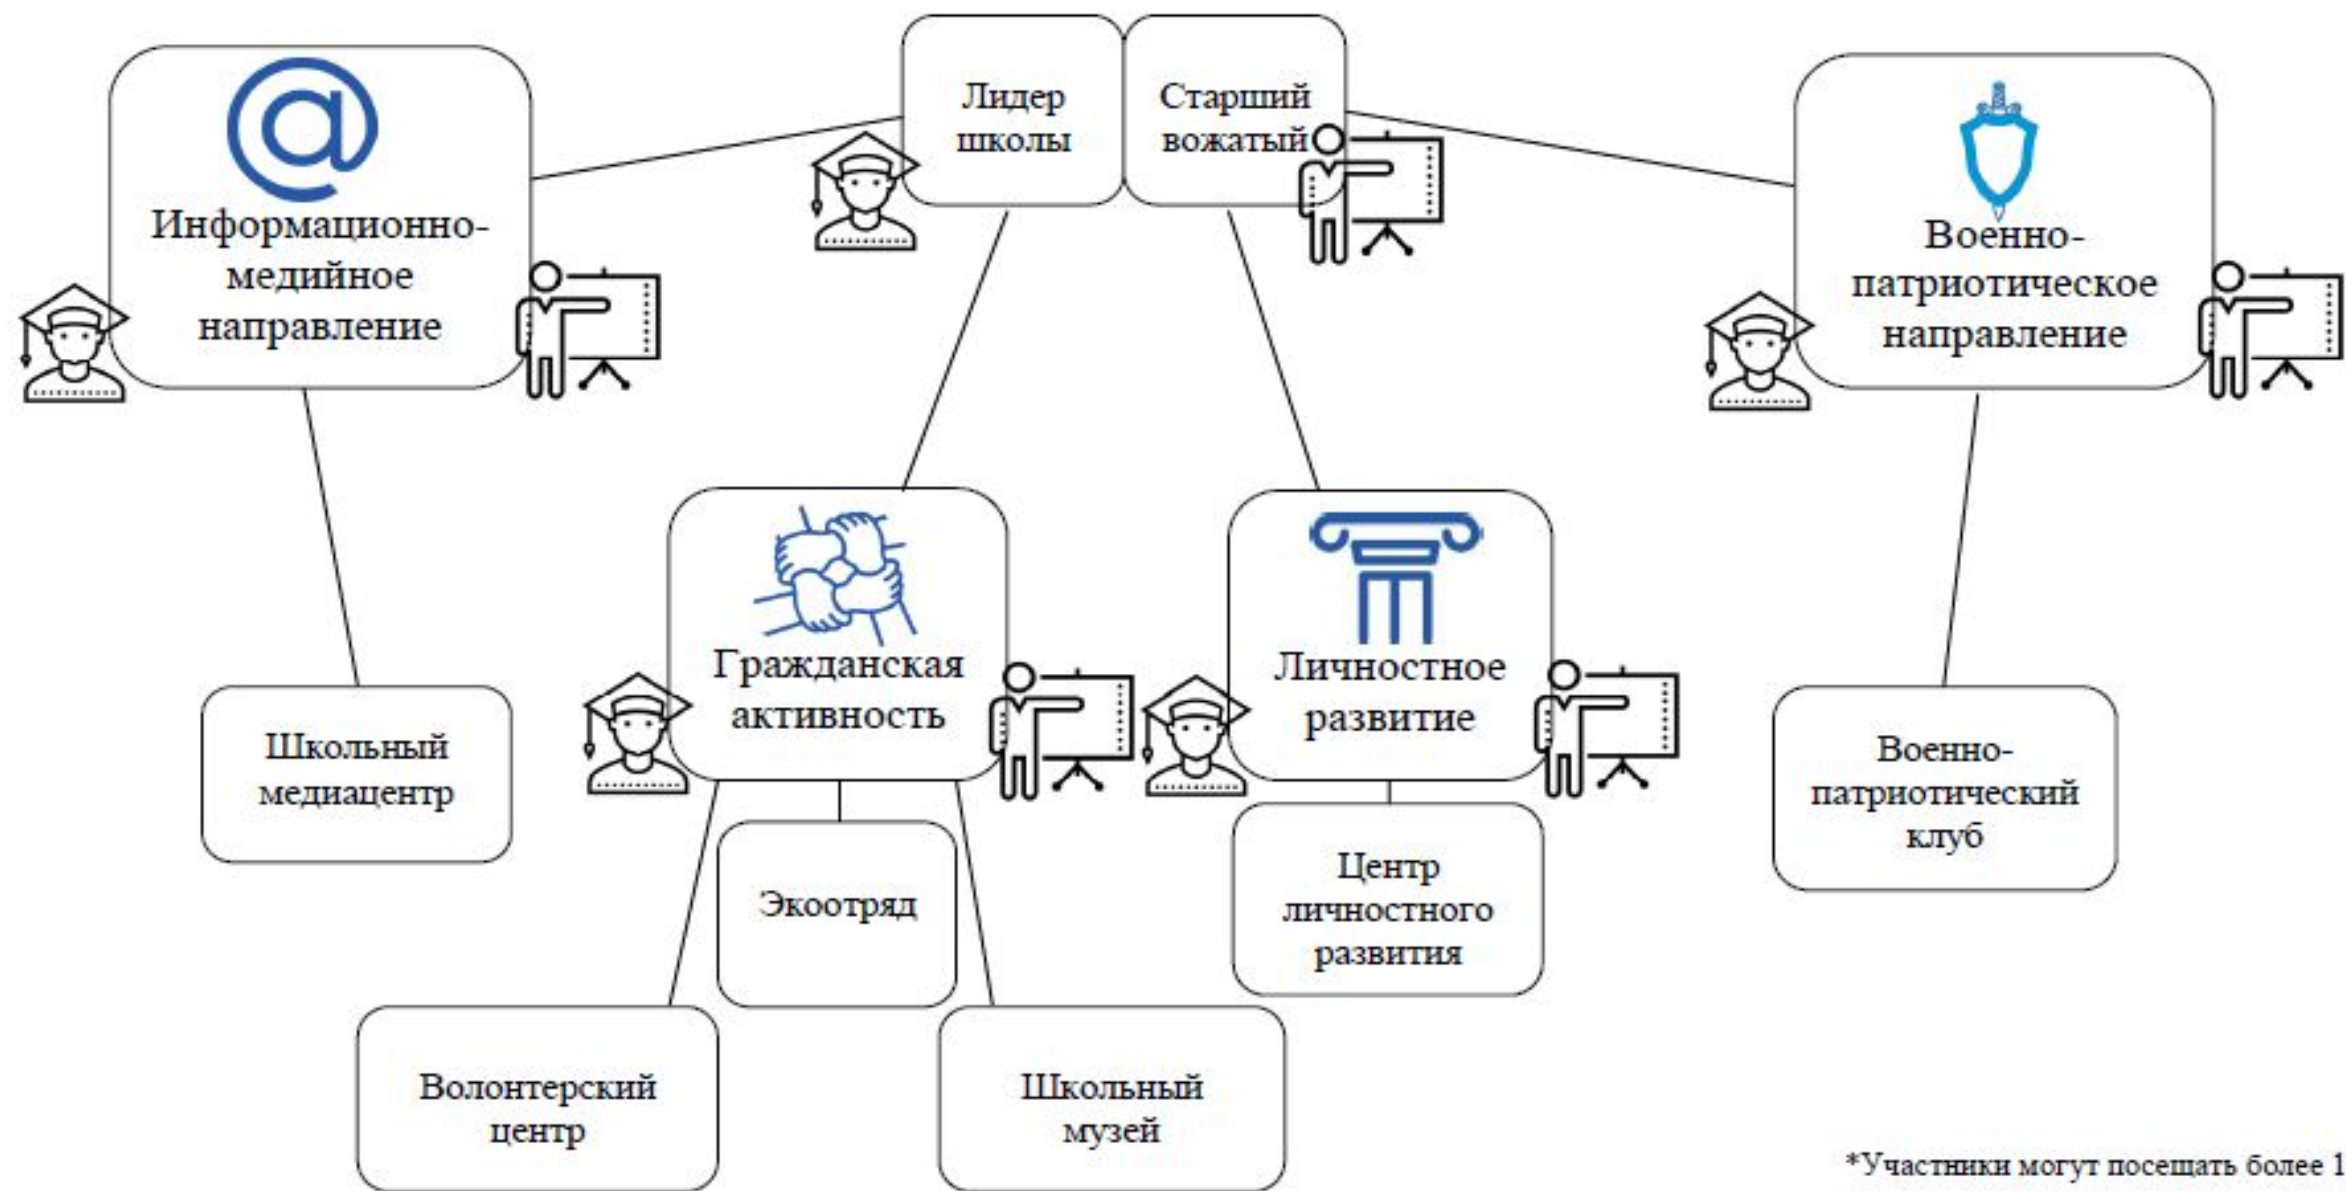 Лидер
школы
Старший
вожатый
Информационно-
медийное
направление
Военно-
патриотическое
направление
Гражданская
активность
Личностное
развитие
Школьный
медиацентр
Военно-
патриотический
клуб
Экоотряд
Центр
личностного
развития
Волонтерский
центр
Школьный
музей
*Участники могут посещать более 1